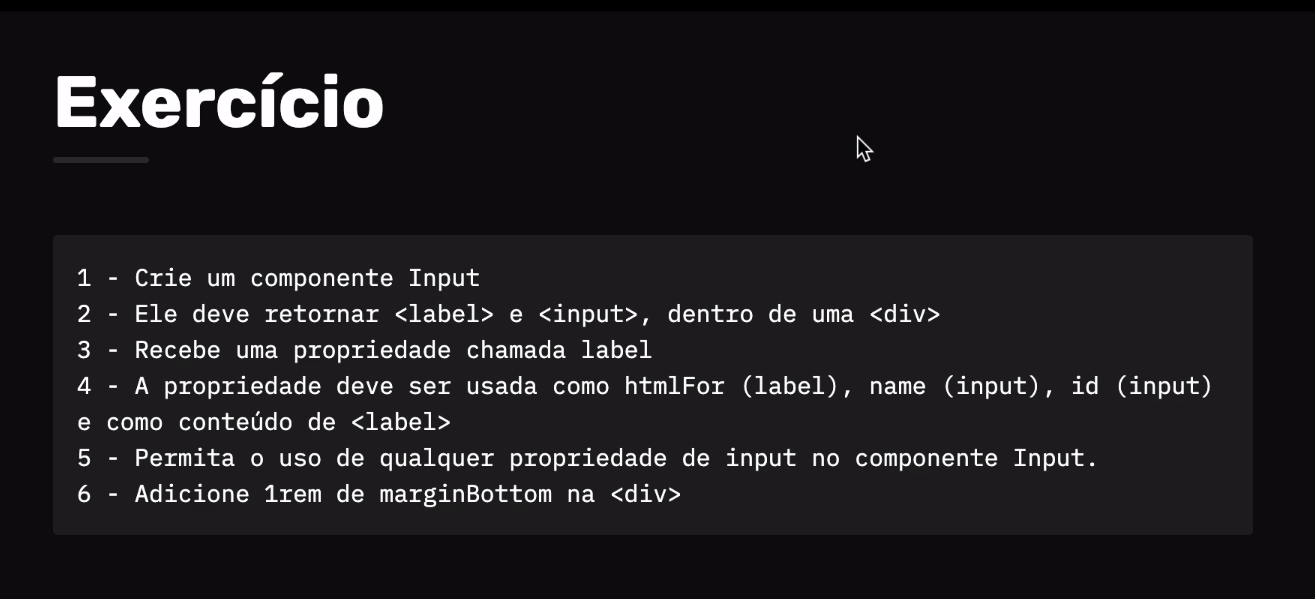 Exercício
1 - Crie um componente Input
2 - Ele deve retornar <label> e <input>, dentro de uma <div>
3 - Recebe uma propriedade chamada label
4 - A propriedade deve ser usada como htmlFor (label), name (input), id (input)
e como conteúdo de <label>
5 - Permita o uso de qualquer propriedade de input no componente Input.
6 - Adicione 1rem de marginBottom na <div>